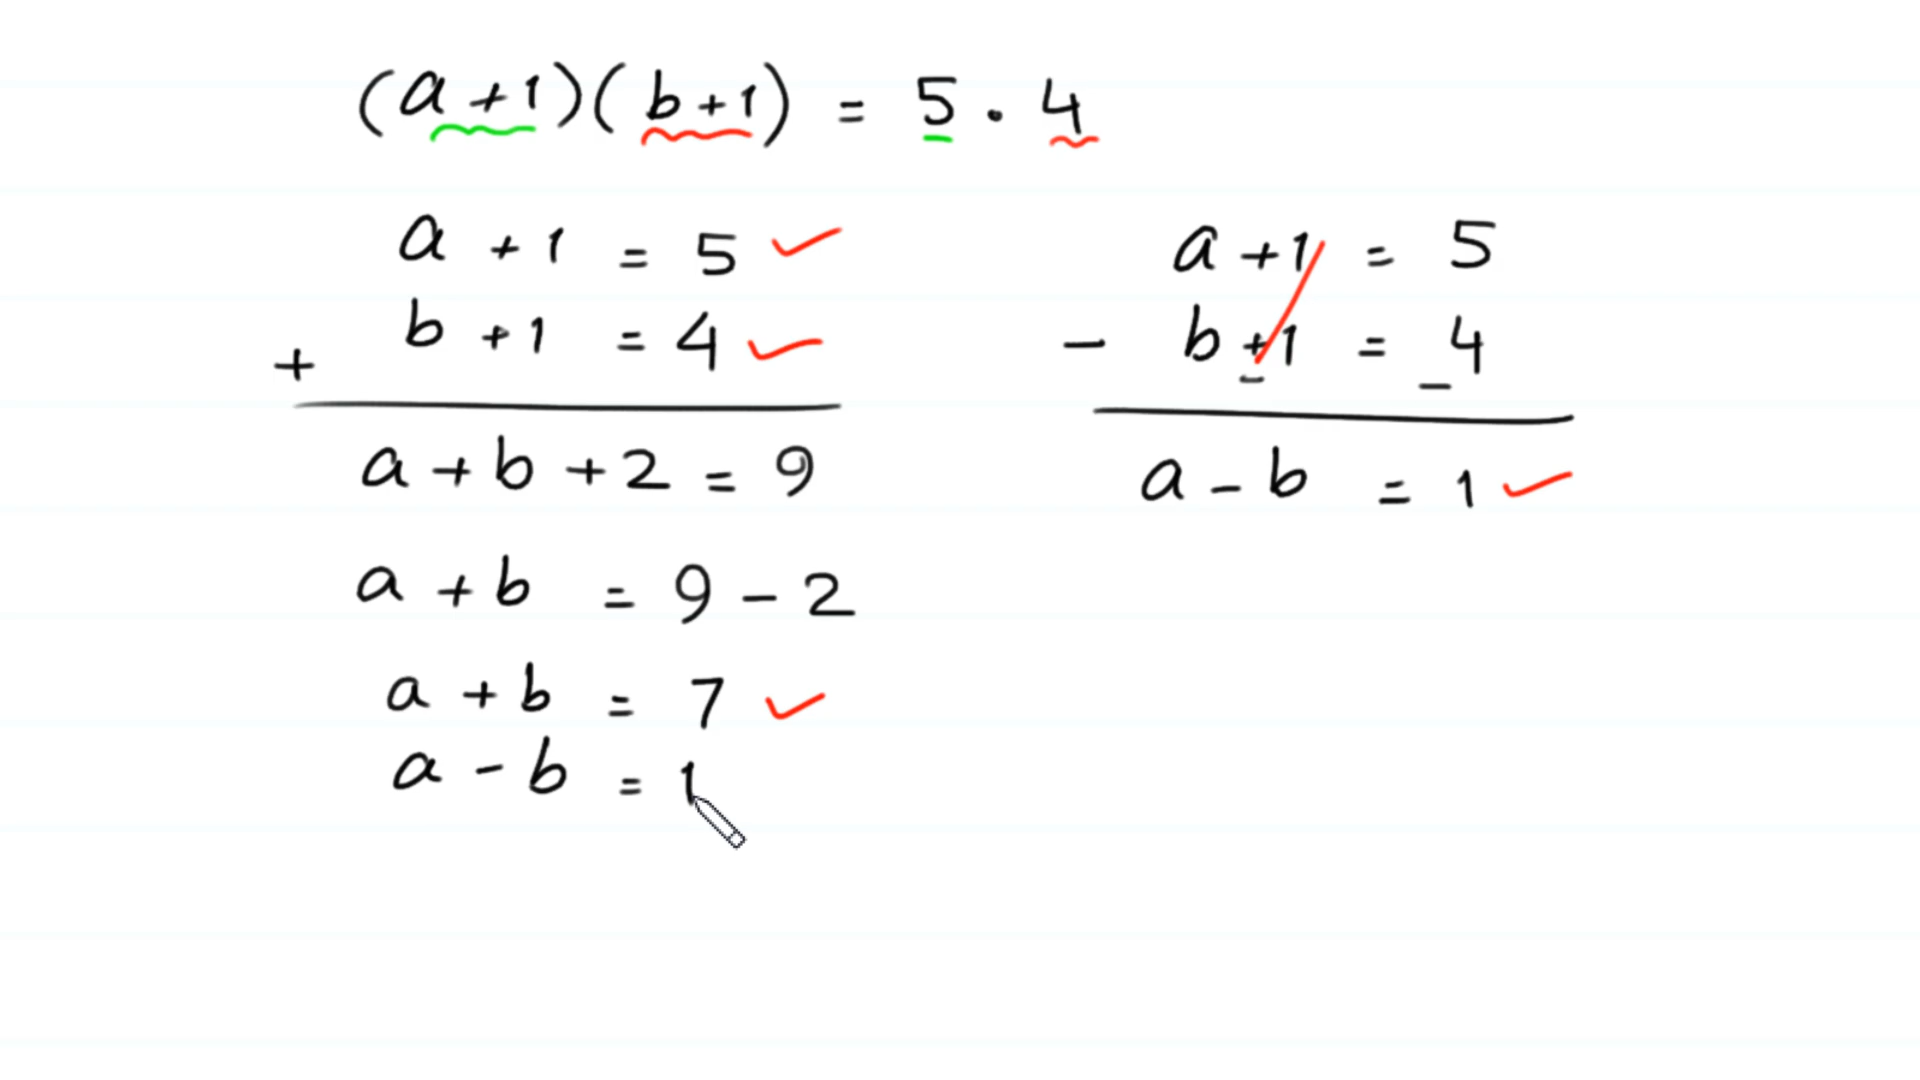 (a+1)(b+1) = 5 · 4
a + 1 = 5 ✓
+ b + 1 = 4 ✓
a + b + 2 = 9
a + b = 9 - 2
a + b = 7 ✓
a - b = 1
a + 1 = 5
- b + 1 = 4
- -
a - b = 1 ✓